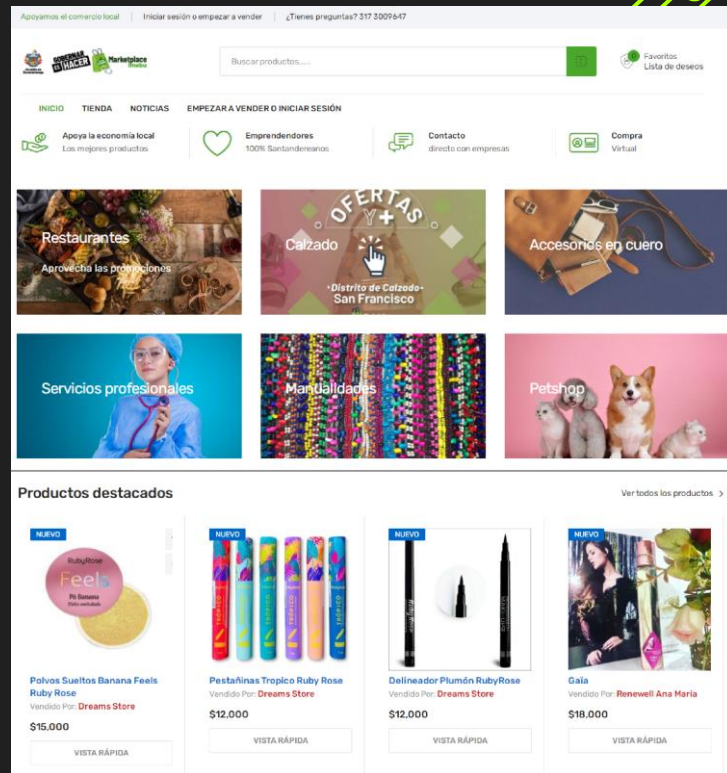 Apoyamos el comercio local
Iniciar sesión o empezar a vender
¿Tienes preguntas? 317 3009647
GOBERNAR
ES HACER
Marketplace
Buscar productos......
0
Favoritos
Lista de deseos
INICIO
TIENDA
NOTICIAS
EMPEZAR A VENDER O INICIAR SESIÓN
Apoya la economía local
Los mejores productos
Emprendendores
100% Santandereanos
Contacto
directo con empresas
Compra
Virtual
Restaurantes
Aprovecha las promociones
OFERTAS
Y+
Calzado
•Distrito de Calzado•
San Francisco
Accesorios en cuero
Servicios profesionales
Manualidades
Petshop
Productos destacados
Ver todos los productos >
NUEVO
RubyRose
Feels
Polvos Sueltos Banana Feels
Ruby Rose
Vendido Por: Dreams Store
$15,000
VISTA RÁPIDA
NUEVO
TROPICO
Pestañinas Tropico Ruby Rose
Vendido Por: Dreams Store
$12,000
VISTA RÁPIDA
NUEVO
Delineador Plumón RubyRose
Vendido Por: Dreams Store
$12,000
VISTA RÁPIDA
NUEVO
Gaia
Vendido Por: Renewell Ana Maria
$18,000
VISTA RÁPIDA